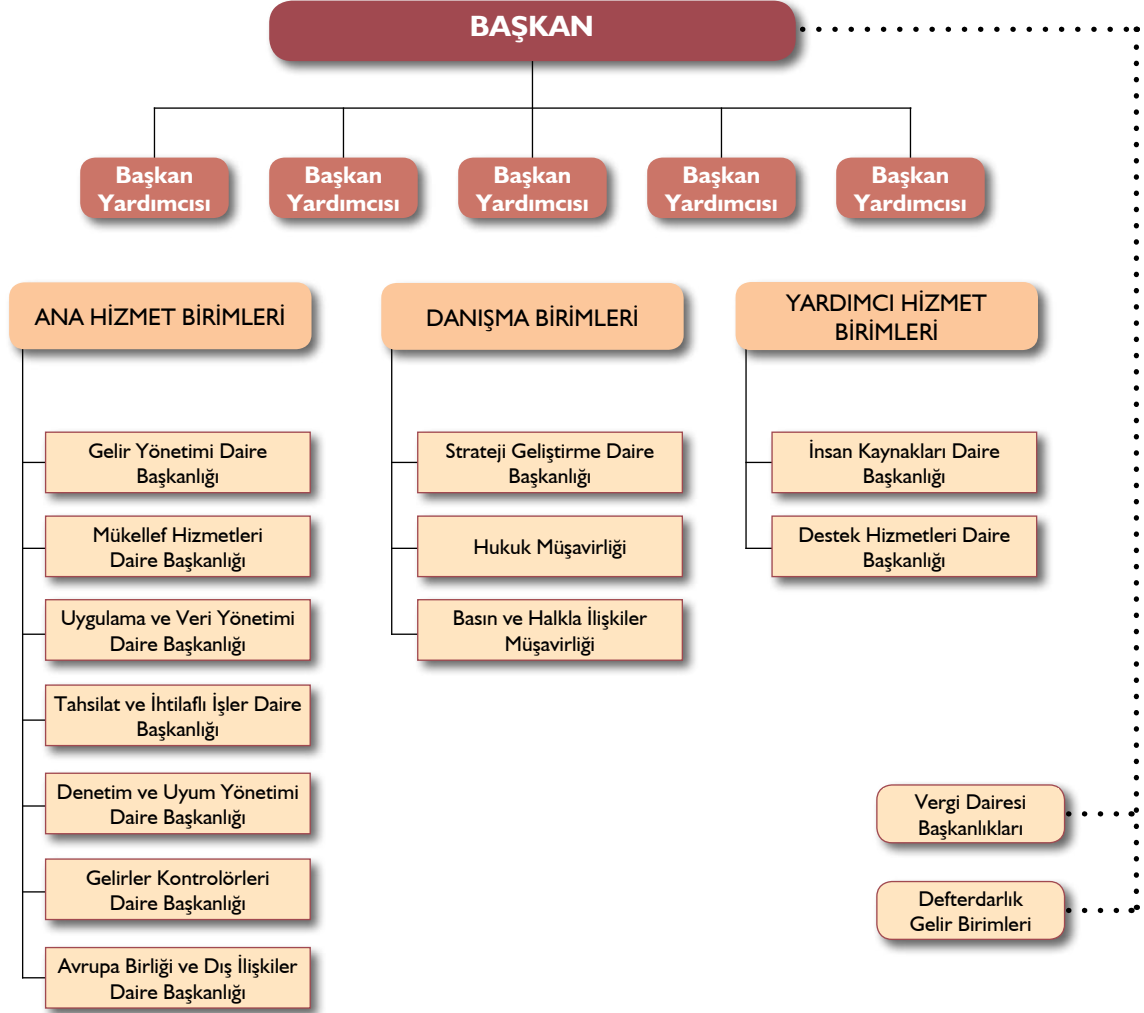 BAŞKAN
Başkan
Yardımcısı
Başkan
Yardımcısı
Başkan
Yardımcısı
Başkan
Yardımcısı
Başkan
Yardımcısı
ANA HİZMET BİRİMLERİ
Gelir Yönetimi Daire
Başkanlığı
Mükellef Hizmetleri
Daire Başkanlığı
Uygulama ve Veri Yönetimi
Daire Başkanlığı
Tahsilat ve İhtilaflı İşler Daire
Başkanlığı
Denetim ve Uyum Yönetimi
Daire Başkanlığı
Gelirler Kontrolörleri
Daire Başkanlığı
Avrupa Birliği ve Dış İlişkiler
Daire Başkanlığı
DANIŞMA BİRİMLERİ
Strateji Geliştirme Daire
Başkanlığı
Hukuk Müşavirliği
Basın ve Halkla İlişkiler
Müşavirliği
YARDIMCI HİZMET
BİRİMLERİ
İnsan Kaynakları Daire
Başkanlığı
Destek Hizmetleri Daire
Başkanlığı
Vergi Dairesi
Başkanlıkları
Defterdarlık
Gelir Birimleri